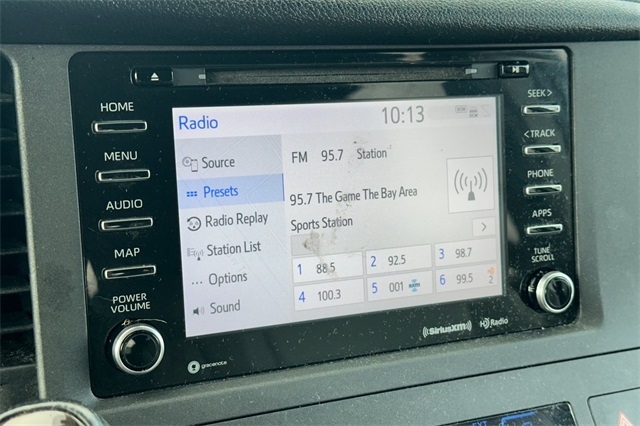 HOME
MENU
AUDIO
MAP
POWER
VOLUME
SEEK>
<TRACK
PHONE
APPS
TUNE
SCROLL
Radio
10:13
Source
Presets
Radio Replay
Station List
Options
Sound
FM 95.7 Station
95.7 The Game The Bay Area
Sports Station
1 88.5
2 92.5
3 98.7
4 100.3
5 001
6 99.5 2
gracenote
SiriusXM
HD Radio
EXT